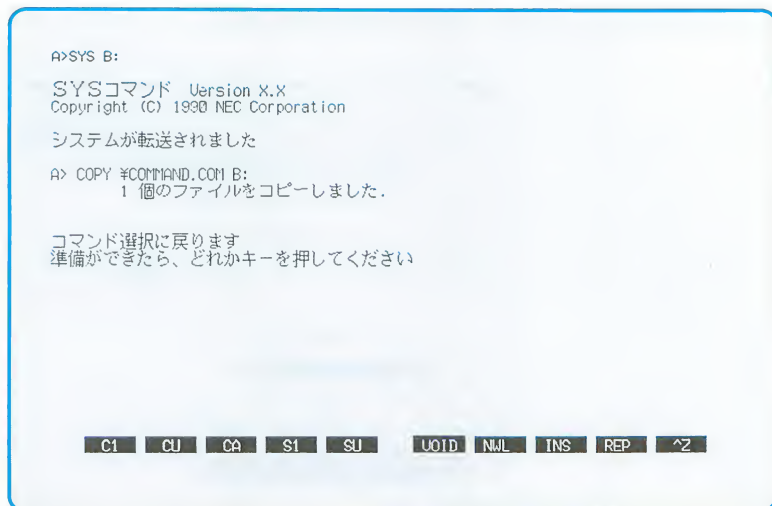 A>SYS B:
SYSコマンド Version X.X
Copyright (C) 1990 NEC Corporation
システムが転送されました
A> COPY ¥COMMAND.COM B:
1 個のファイルをコピーしました.
コマンド選択に戻ります
準備ができたら、どれかキーを押してください
C1 CU CA S1 SU VOID NWL INS REP ^Z